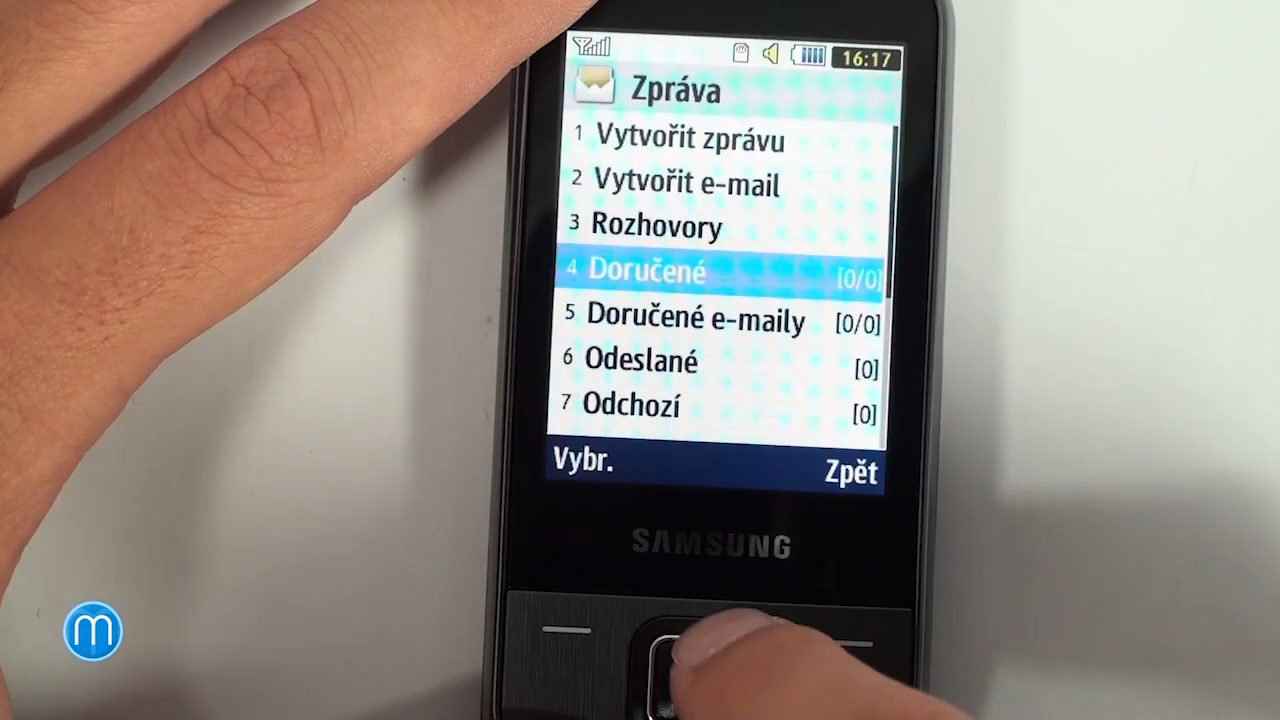 16:17
Zpráva
1 Vytvořit zprávu
2 Vytvořit e-mail
3 Rozhovory
4 Doručené [0/0]
5 Doručené e-maily [0/0]
6 Odeslané [0]
7 Odchozí [0]
Vybr. Zpět
SAMSUNG
m